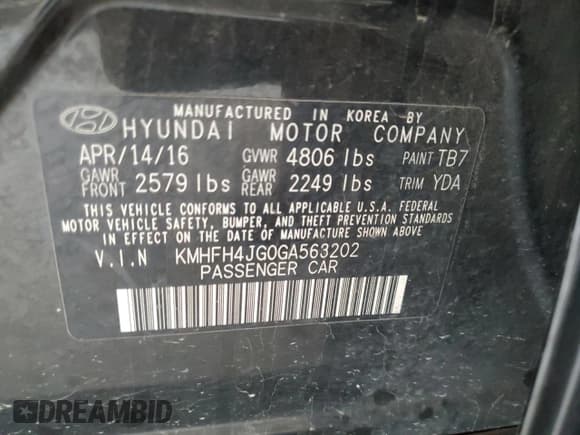 MANUFACTURED IN KOREA BY
HYUNDAI MOTOR COMPANY
APR/14/16 GVWR 4806 lbs PAINT TB7
GAWR FRONT 2579 lbs GAWR REAR 2249 lbs TRIM YDA
THIS VEHICLE CONFORMS TO ALL APPLICABLE U.S.A. FEDERAL
MOTOR VEHICLE SAFETY, BUMPER, AND THEFT PREVENTION STANDARDS
IN EFFECT ON THE DATE OF MANUFACTURE SHOWN ABOVE.
V.I.N KMHFH4JG0GA563202
PASSENGER CAR
DREAMBID